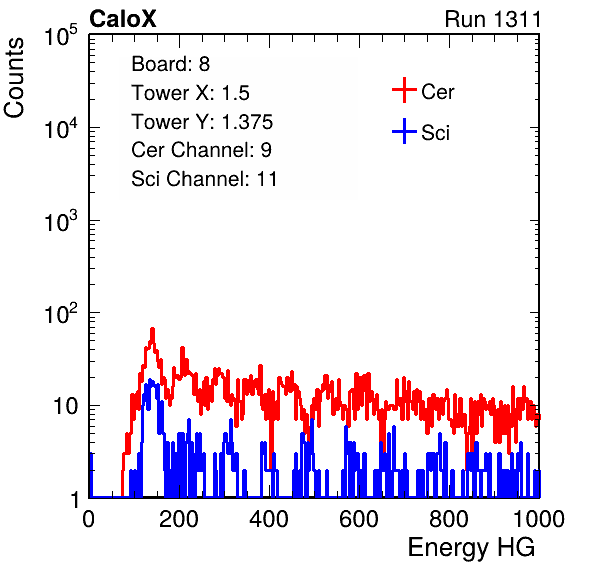 CaloX Run 1311
Counts
Board: 8
Tower X: 1.5
Tower Y: 1.375
Cer Channel: 9
Sci Channel: 11
Cer
Sci
10^5
10^4
10^3
10^2
10
1
0 200 400 600 800 1000
Energy HG